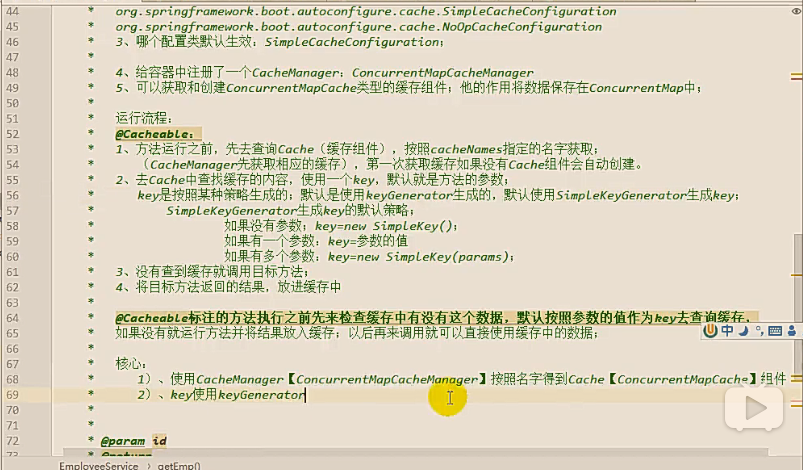 44 * org.springframework.boot.autoconfigure.cache.SimpleCacheConfiguration
45 * org.springframework.boot.autoconfigure.cache.NoOpCacheConfiguration
46 * 3、哪个配置类默认生效：SimpleCacheConfiguration；
47 *
48 * 4、给容器中注册了一个CacheManager：ConcurrentMapCacheManager
49 * 5、可以获取和创建ConcurrentMapCache类型的缓存组件；他的作用将数据保存在ConcurrentMap中；
50 *
51 * 运行流程：
52 * @Cacheable：
53 * 1、方法运行之前，先去查询Cache（缓存组件），按照cacheNames指定的名字获取；
54 * （CacheManager先获取相应的缓存），第一次获取缓存如果没有Cache组件会自动创建。
55 * 2、去Cache中查找缓存的内容，使用一个key，默认就是方法的参数；
56 * key是按照某种策略生成的；默认是使用keyGenerator生成的，默认使用SimpleKeyGenerator生成key；
57 * SimpleKeyGenerator生成key的默认策略；
58 * 如果没有参数；key=new SimpleKey()；
59 * 如果有一个参数：key=参数的值
60 * 如果有多个参数：key=new SimpleKey(params)；
61 * 3、没有查到缓存就调用目标方法；
62 * 4、将目标方法返回的结果，放进缓存中
63 *
64 * @Cacheable标注的方法执行之前先来检查缓存中有没有这个数据，默认按照参数的值作为key去查询缓存，
65 * 如果没有就运行方法并将结果放入缓存；以后再来调用就可以直接使用缓存中的数据；
66 *
67 * 核心：
68 * 1）、使用CacheManager【ConcurrentMapCacheManager】按照名字得到Cache【ConcurrentMapCache】组件
69 * 2）、key使用keyGenerator
70 *
71 *
72 * @param id
73 * @return
EmployeeService › getEmp()
中